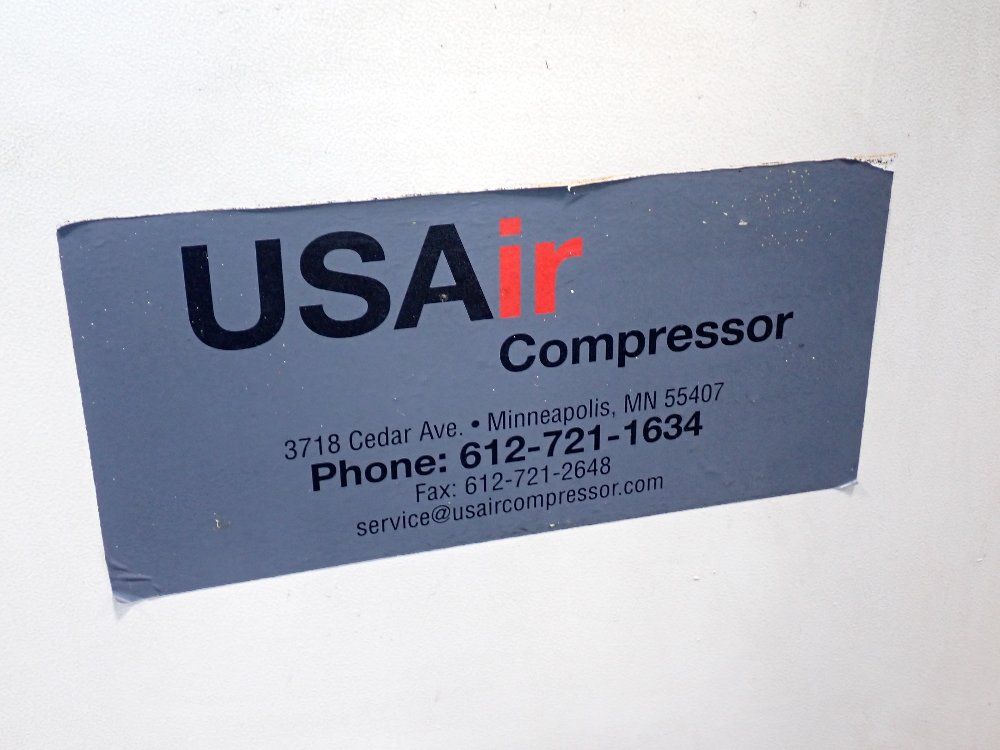 USAir
Compressor
3718 Cedar Ave. • Minneapolis, MN 55407
Phone: 612-721-1634
Fax: 612-721-2648
service@usaircompressor.com